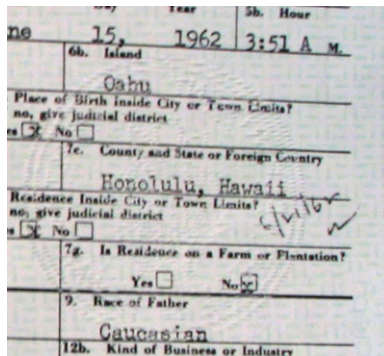 Day Year 5b. Hour
ne 15, 1962 3:51 A M.
6b. Island
Oahu
Place of Birth Inside City or Town Limits?
no, give judicial district
es X No
7e. County and State or Foreign Country
Honolulu, Hawaii
Residence Inside City or Town Limits?
no, give judicial district
es X No
7g. Is Residence on a Farm or Plantation?
Yes No X
9. Race of Father
Caucasian
12b. Kind of Business or Industry